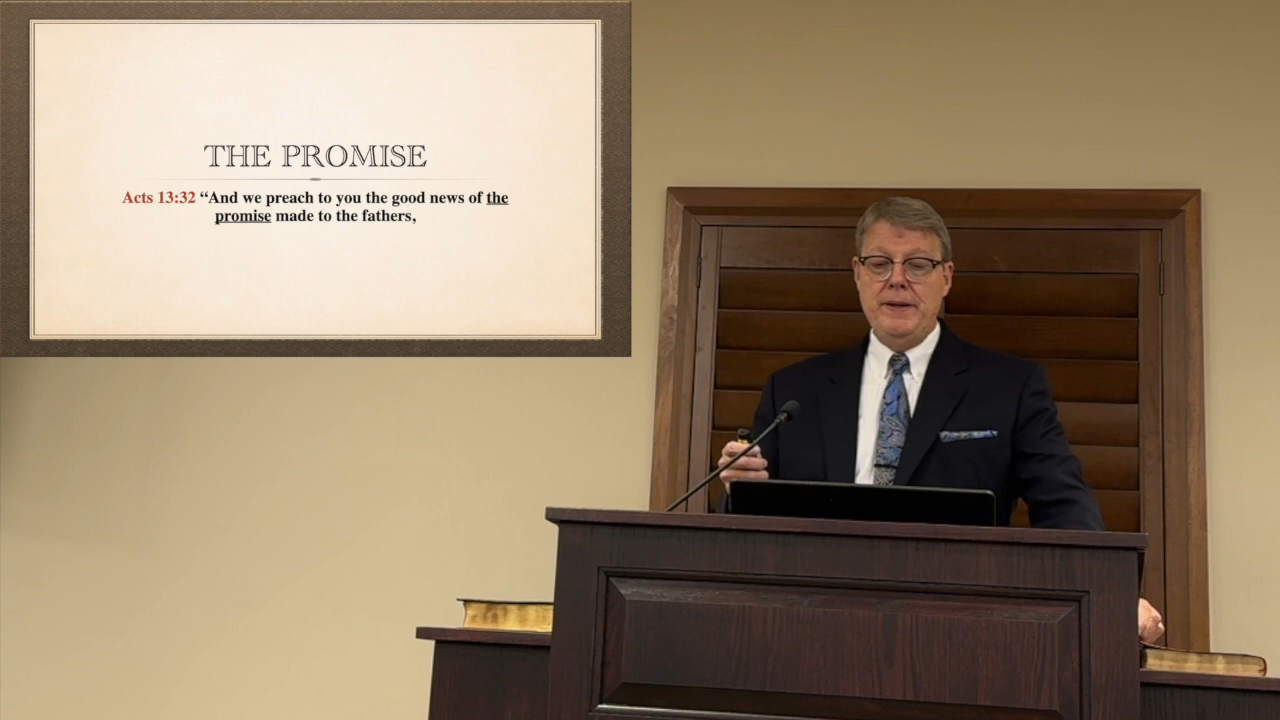 THE PROMISE
Acts 13:32 “And we preach to you the good news of the
promise made to the fathers,